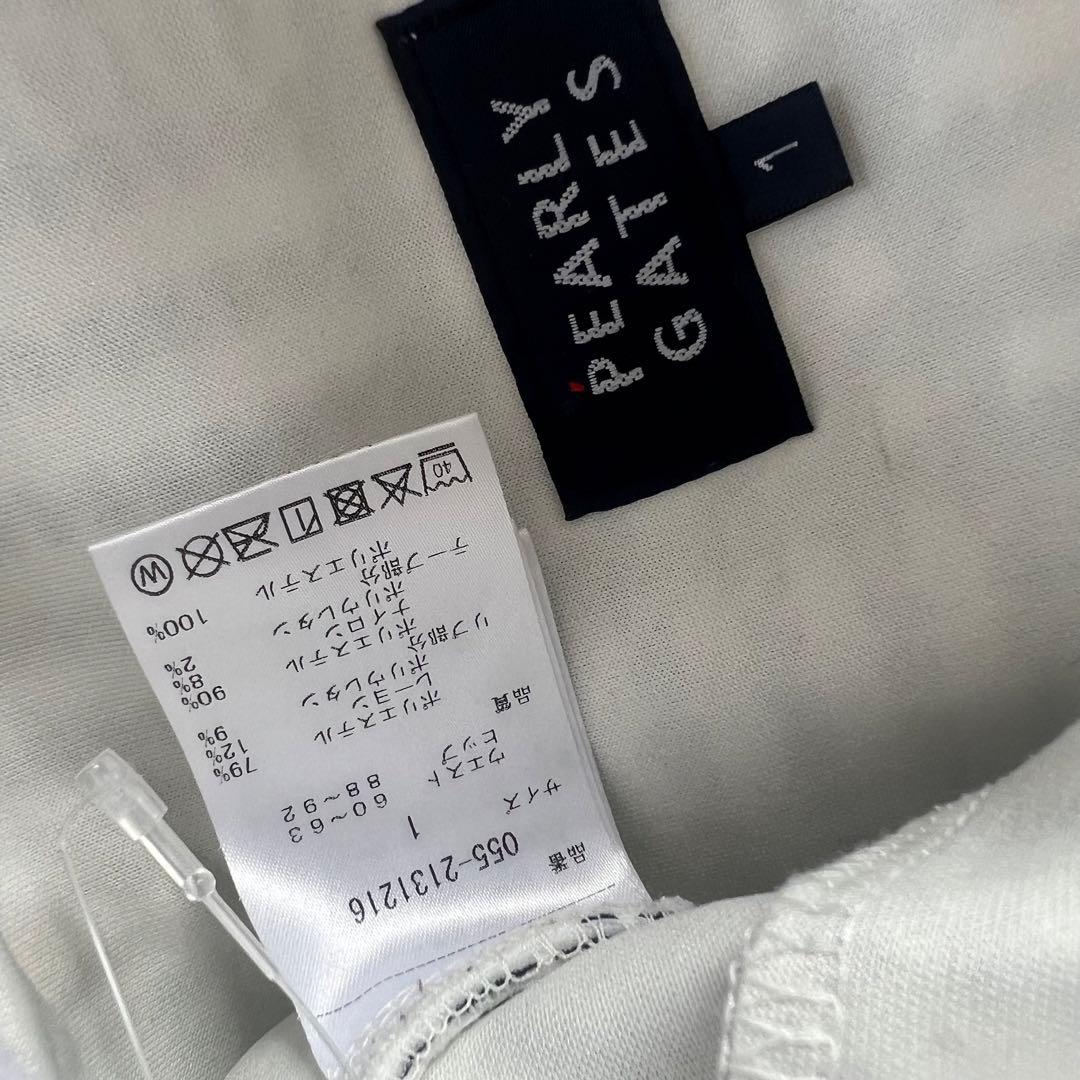 PEARLY
GATES
1
品番 055-2131216
サイズ 1
ウエスト 60~63
ヒップ 88~92
品質
ポリエステル 79%
レーヨン 12%
ポリウレタン 9%
リブ部分
ポリエステル 90%
ナイロン 8%
ポリウレタン 2%
テープ部分
ポリエステル 100%
40
W